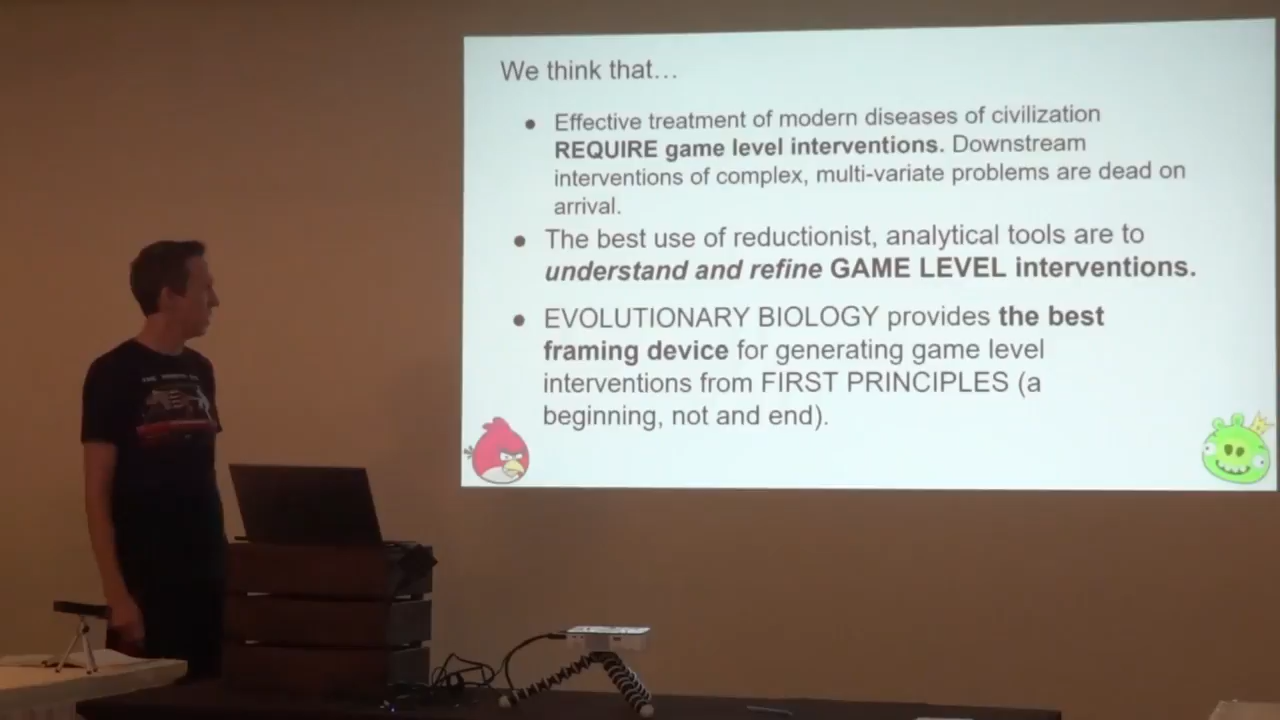 We think that…
• Effective treatment of modern diseases of civilization
REQUIRE game level interventions. Downstream
interventions of complex, multi-variate problems are dead on
arrival.
• The best use of reductionist, analytical tools are to
understand and refine GAME LEVEL interventions.
• EVOLUTIONARY BIOLOGY provides the best
framing device for generating game level
interventions from FIRST PRINCIPLES (a
beginning, not and end).